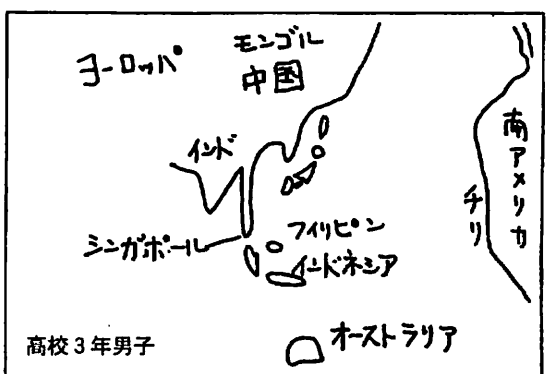 ヨーロッパ
モンゴル
中国
インド
南アメリカ
チリ
シンガポール
フィリピン
インドネシア
オーストラリア
高校3年男子